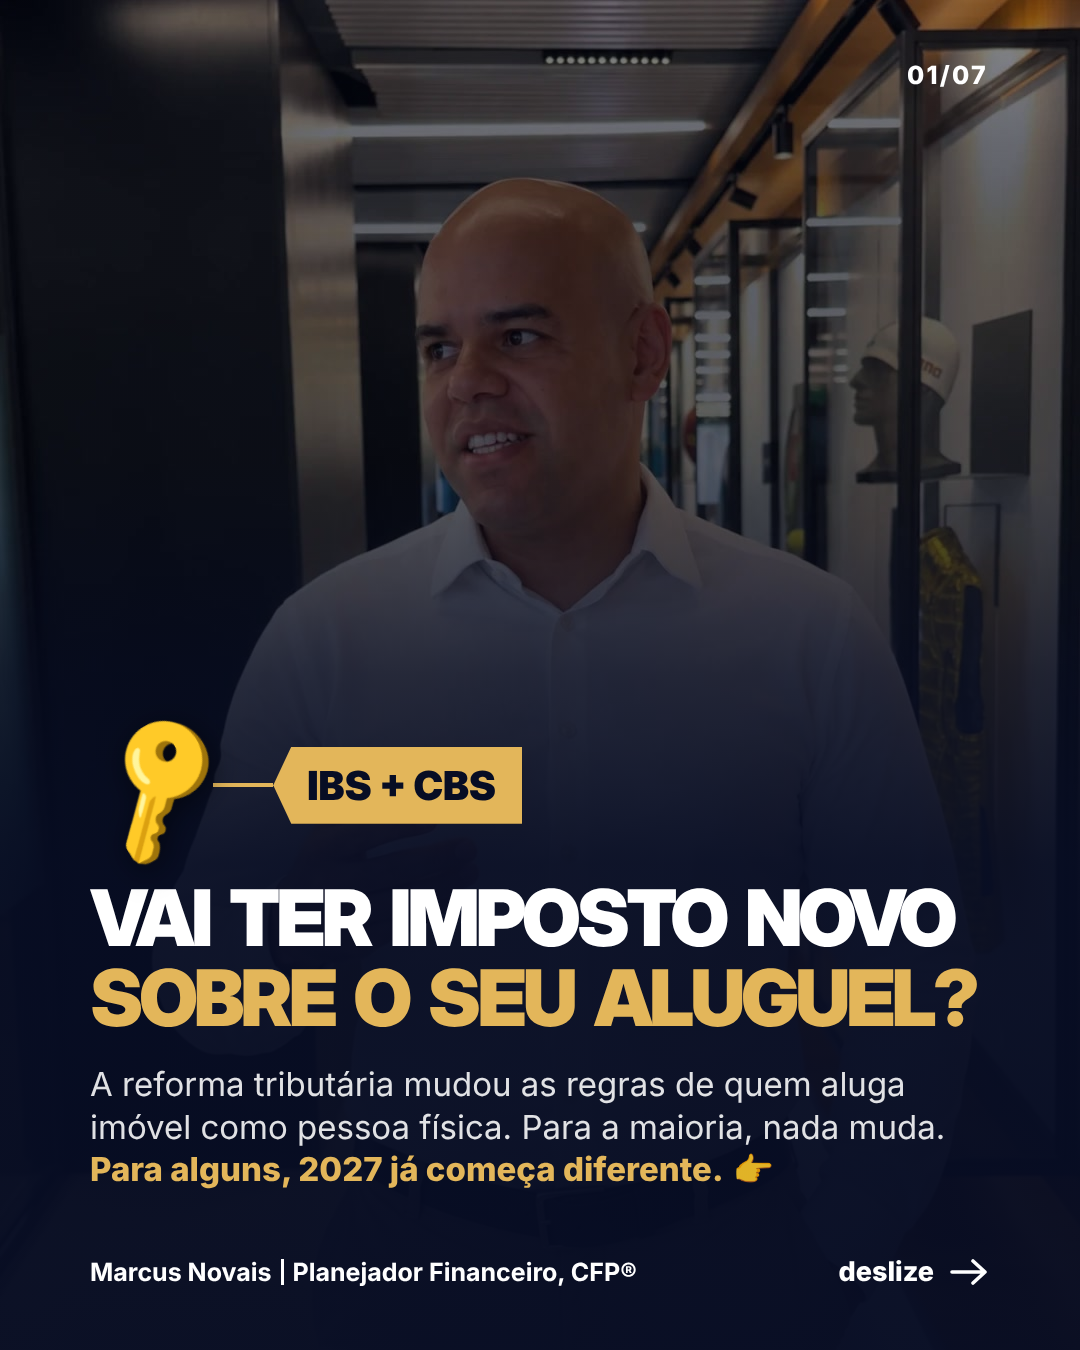 01/07
IBS + CBS
VAI TER IMPOSTO NOVO
SOBRE O SEU ALUGUEL?
A reforma tributária mudou as regras de quem aluga
imóvel como pessoa física. Para a maioria, nada muda.
Para alguns, 2027 já começa diferente. 👉
Marcus Novais | Planejador Financeiro, CFP®
deslize →